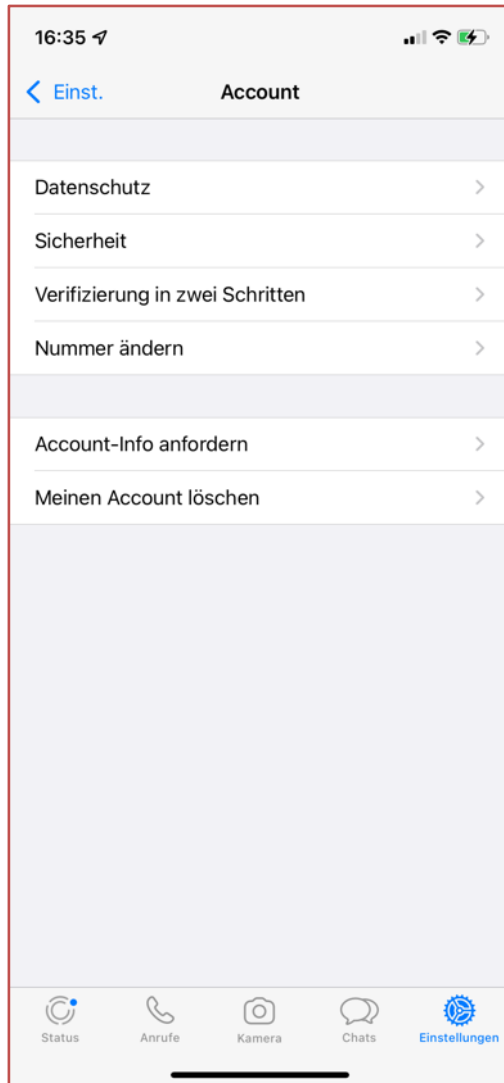 16:35
Einst. Account
Datenschutz
Sicherheit
Verifizierung in zwei Schritten
Nummer ändern
Account-Info anfordern
Meinen Account löschen
Status Anrufe Kamera Chats Einstellungen